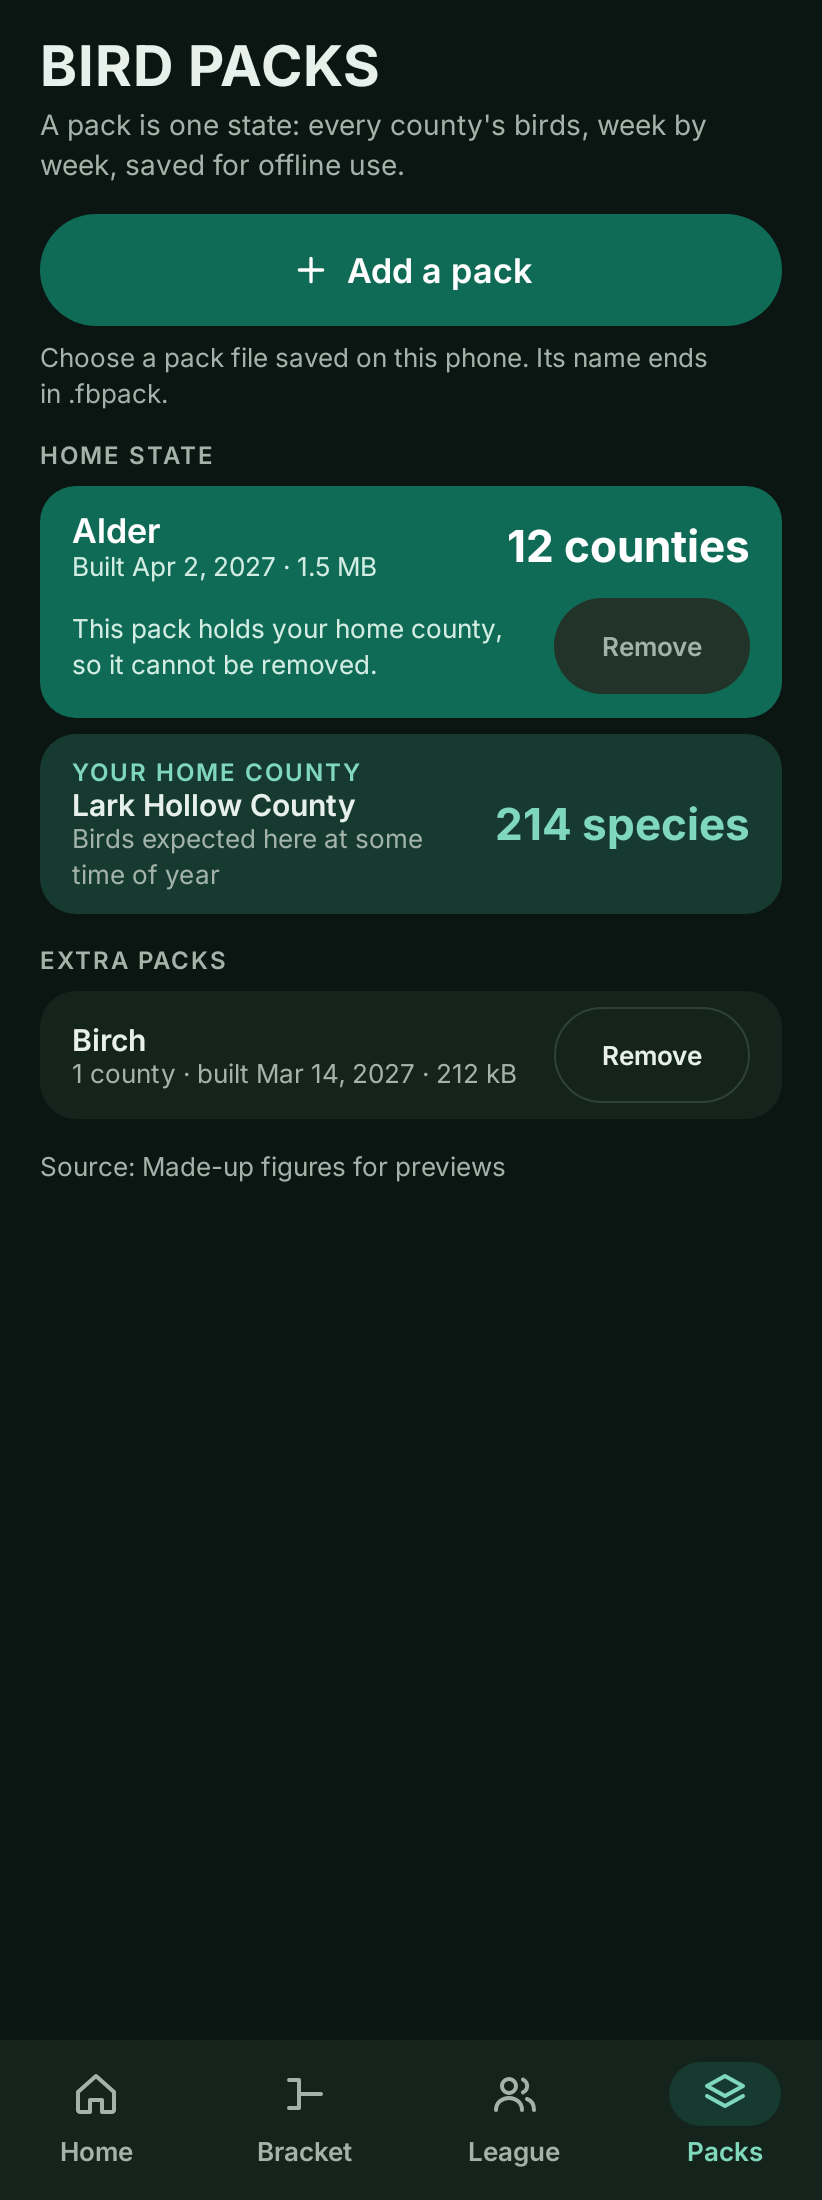 BIRD PACKS
A pack is one state: every county's birds, week by
week, saved for offline use.
Add a pack
Choose a pack file saved on this phone. Its name ends
in .fbpack.
HOME STATE
Alder
Built Apr 2, 2027 · 1.5 MB
12 counties
This pack holds your home county,
so it cannot be removed.
Remove
YOUR HOME COUNTY
Lark Hollow County
Birds expected here at some
time of year
214 species
EXTRA PACKS
Birch
1 county · built Mar 14, 2027 · 212 kB
Remove
Source: Made-up figures for previews
Home
Bracket
League
Packs